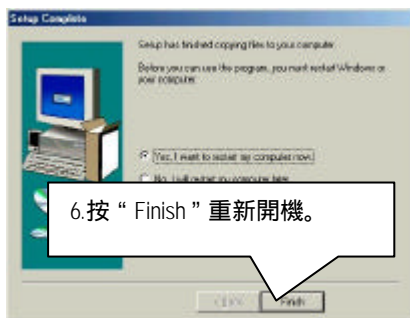 Setup Complete
Setup has finished copying files to your computer.
Before you can use the program, you must restart Windows or
your computer.
Yes, I want to restart my computer now.
No, I will restart my computer later.
6.按“Finish”重新開機。
< Back
Finish